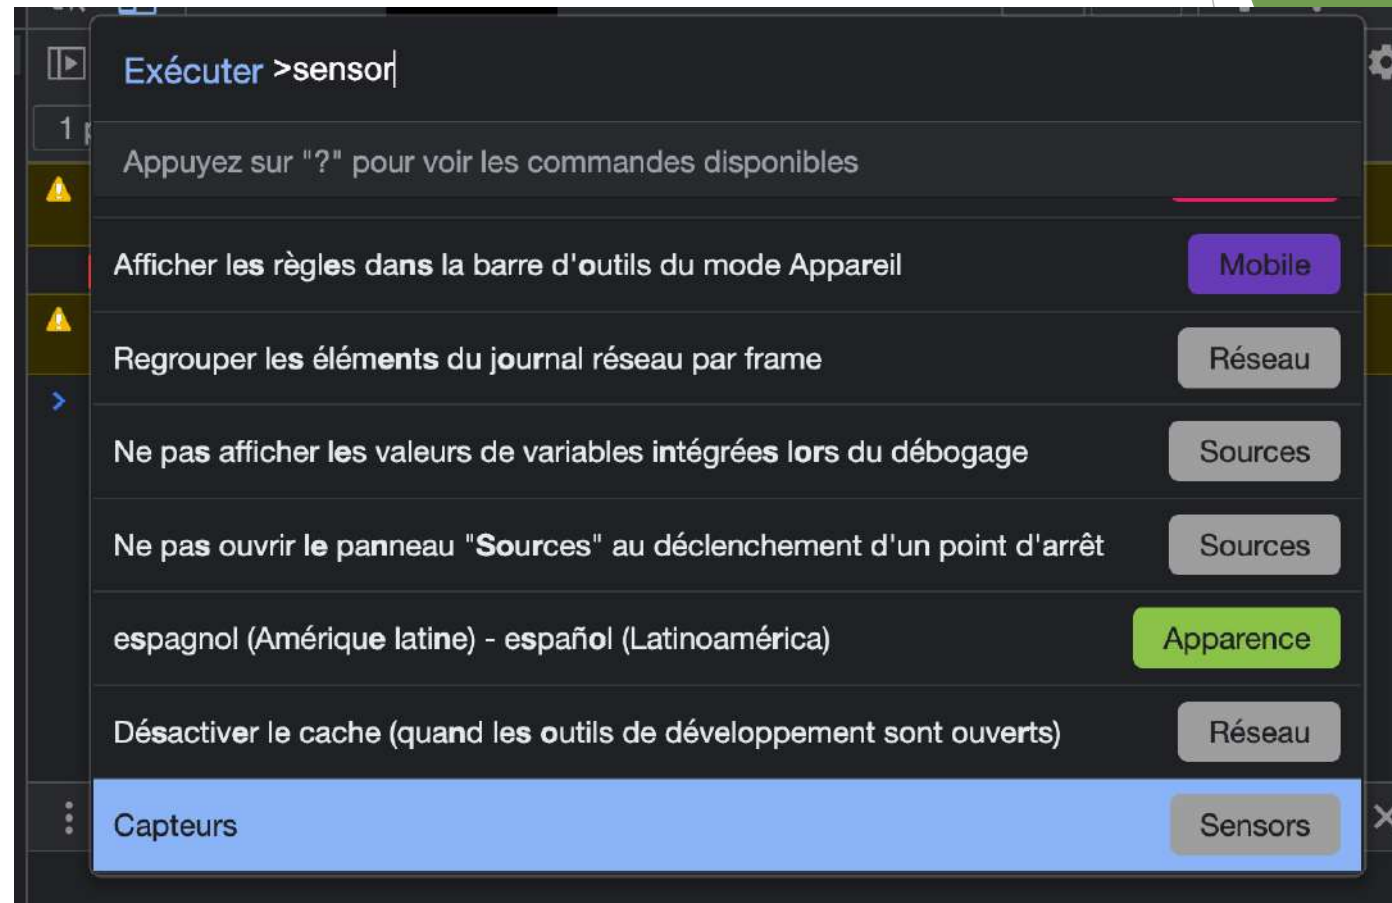 Exécuter >sensor
1 p
Appuyez sur "?" pour voir les commandes disponibles
Afficher les règles dans la barre d'outils du mode Appareil Mobile
Regrouper les éléments du journal réseau par frame Réseau
Ne pas afficher les valeurs de variables intégrées lors du débogage Sources
Ne pas ouvrir le panneau "Sources" au déclenchement d'un point d'arrêt Sources
espagnol (Amérique latine) - español (Latinoamérica) Apparence
Désactiver le cache (quand les outils de développement sont ouverts) Réseau
Capteurs Sensors